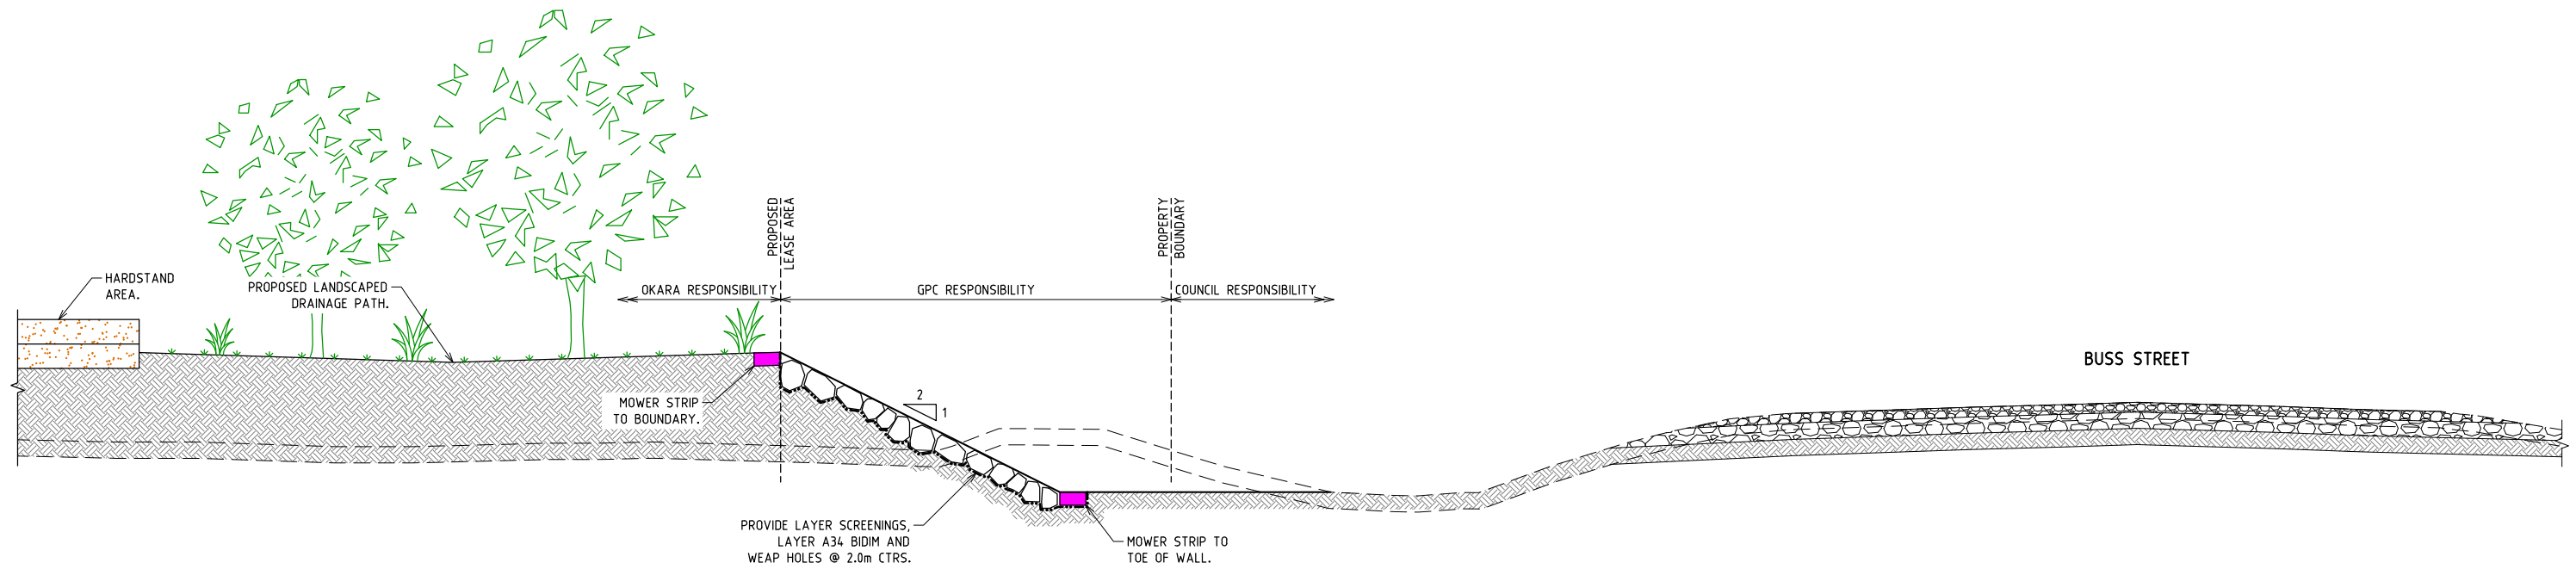 PROPOSED
LEASE AREA
PROPERTY
BOUNDARY
HARDSTAND
AREA.
PROPOSED LANDSCAPED
DRAINAGE PATH.
OKARA RESPONSIBILITY
GPC RESPONSIBILITY
COUNCIL RESPONSIBILITY
BUSS STREET
MOWER STRIP
TO BOUNDARY.
2
1
PROVIDE LAYER SCREENINGS,
LAYER A34 BIDIM AND
WEAP HOLES @ 2.0m CTRS.
MOWER STRIP TO
TOE OF WALL.